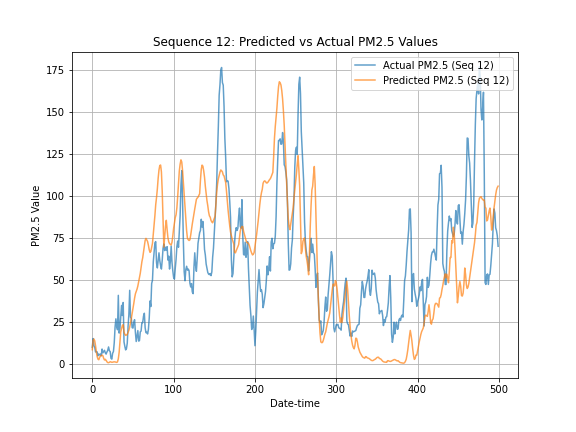 Sequence 12: Predicted vs Actual PM2.5 Values
Actual PM2.5 (Seq 12)
Predicted PM2.5 (Seq 12)
PM2.5 Value
175
150
125
100
75
50
25
0
0 100 200 300 400 500
Date-time